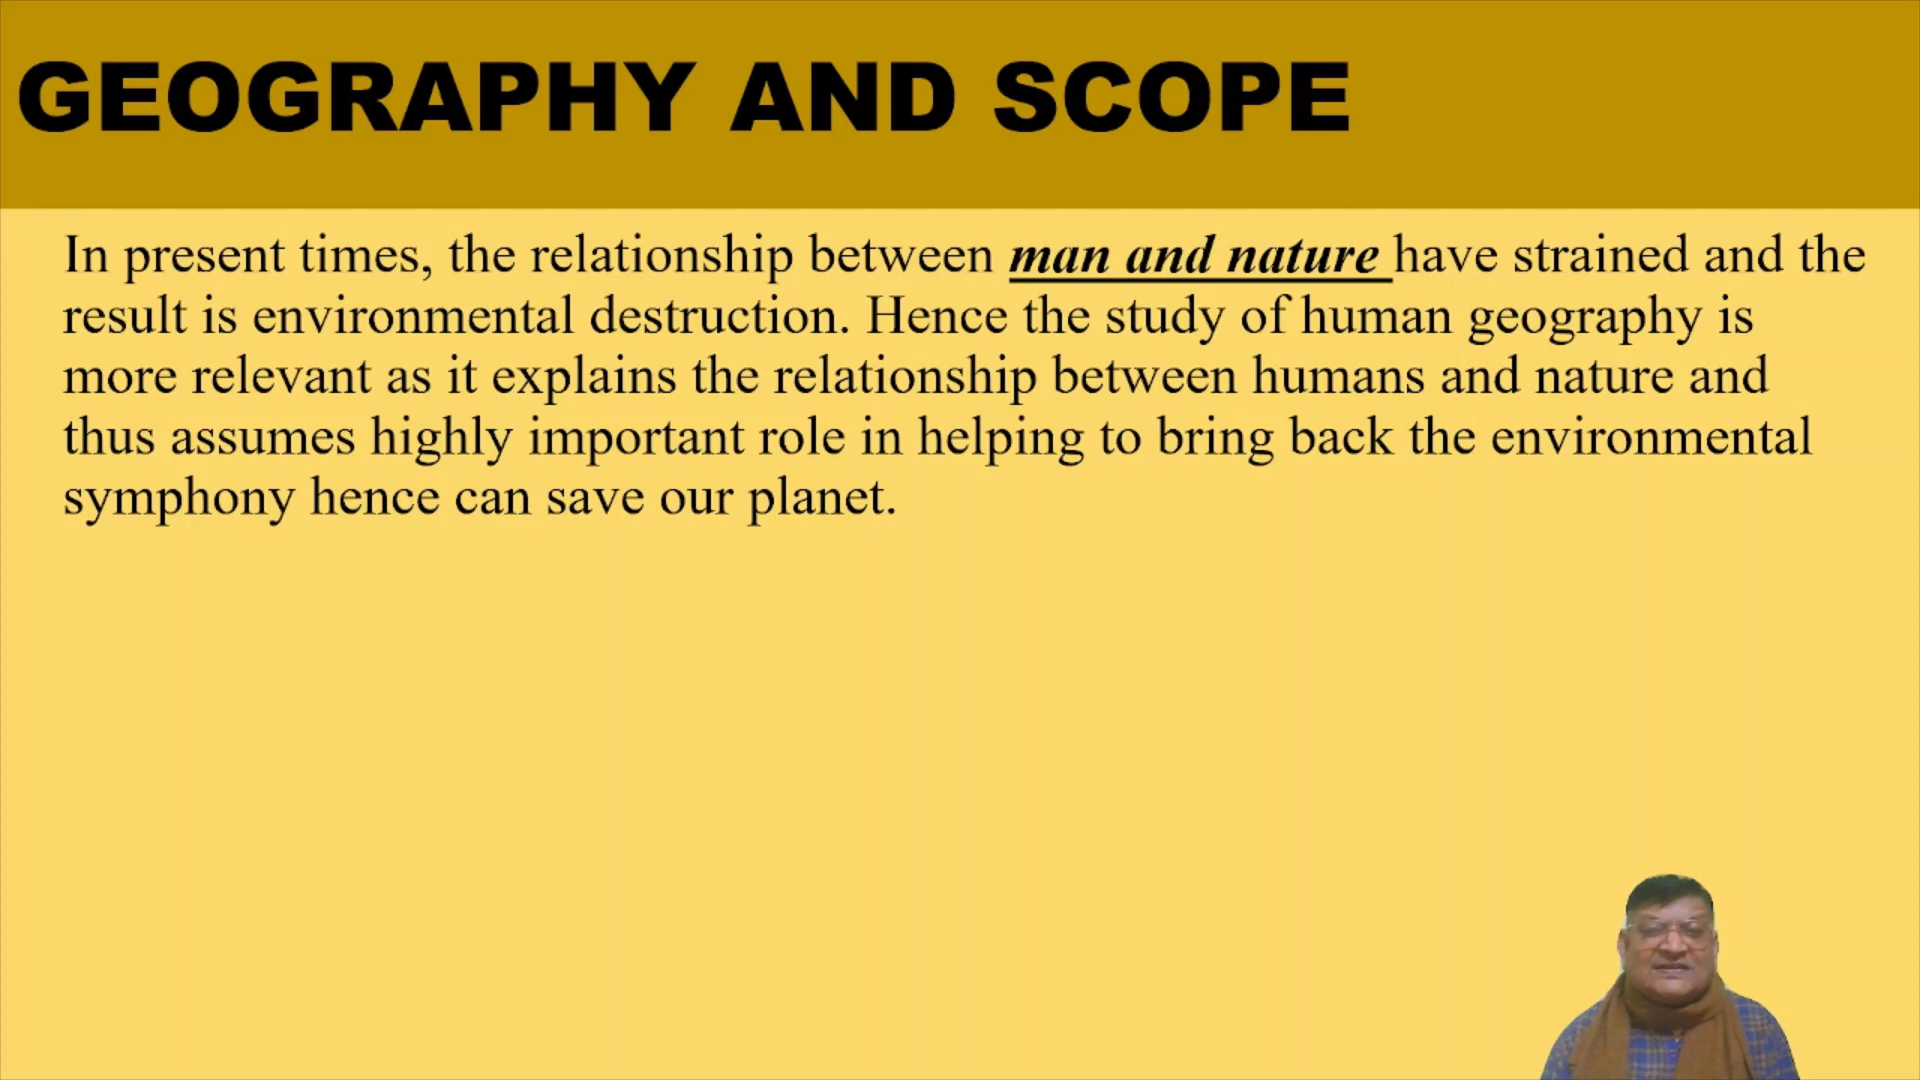 GEOGRAPHY AND SCOPE
In present times, the relationship between man and nature have strained and the
result is environmental destruction. Hence the study of human geography is
more relevant as it explains the relationship between humans and nature and
thus assumes highly important role in helping to bring back the environmental
symphony hence can save our planet.